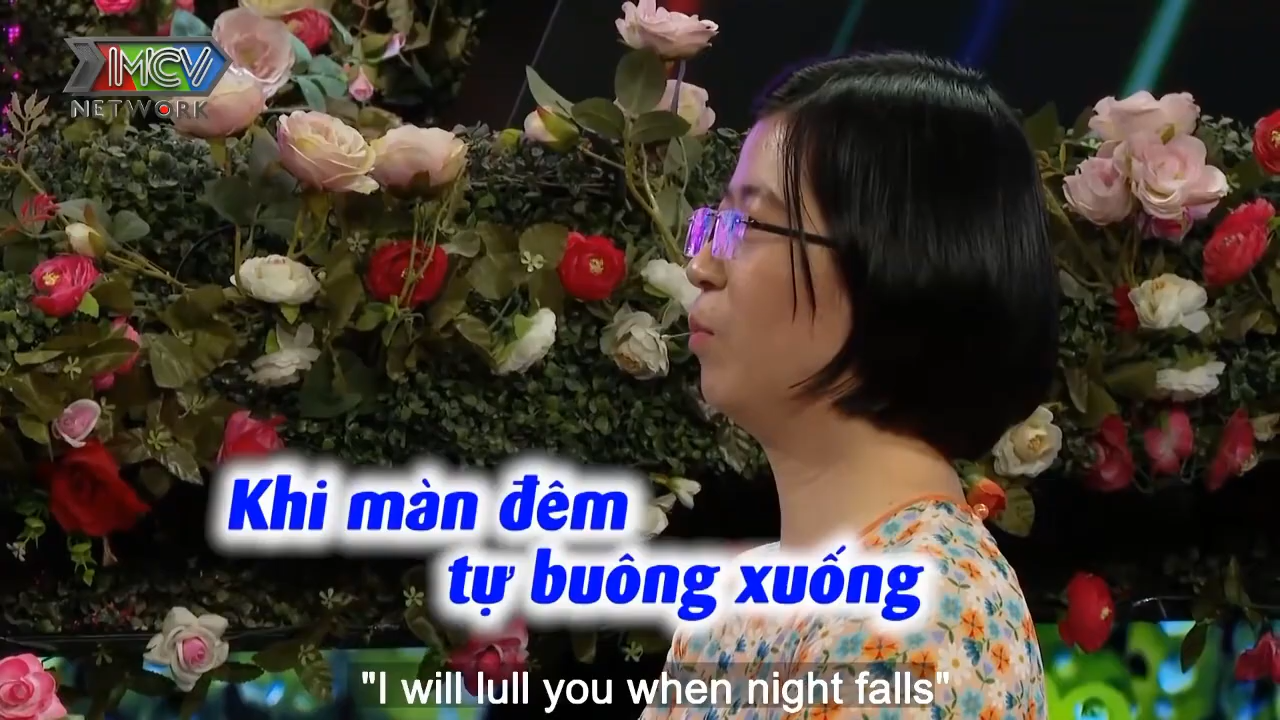 MCV
NETWORK
Khi màn đêm
tự buông xuống
"I will lull you when night falls"